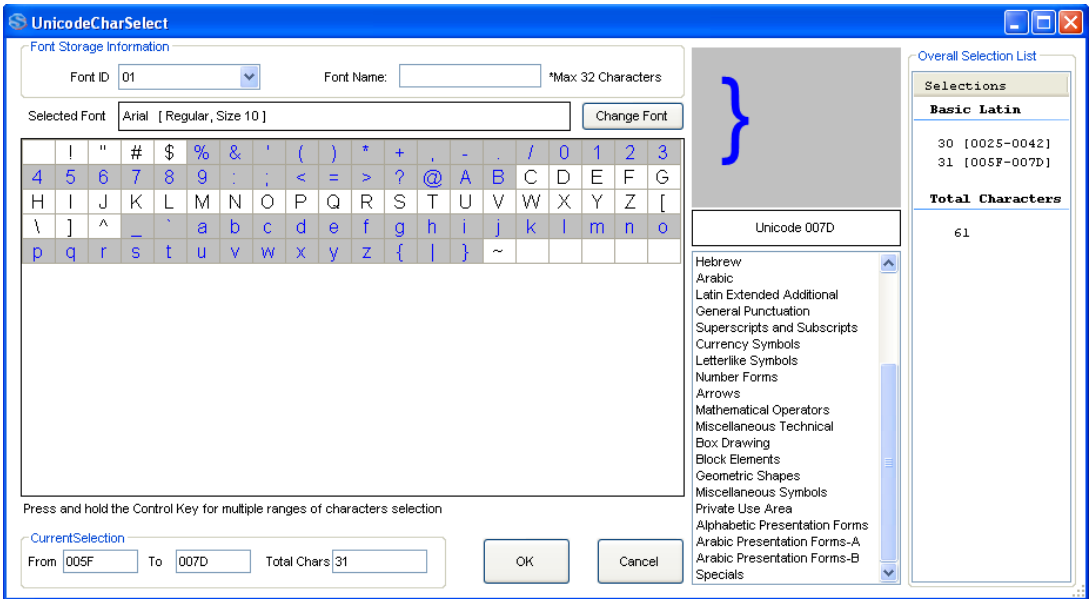 UnicodeCharSelect
Font Storage Information
Font ID 01 Font Name: *Max 32 Characters
Selected Font Arial [ Regular, Size 10 ] Change Font
! " # $ % & ' ( ) * + , - . / 0 1 2 3
4 5 6 7 8 9 : ; < = > ? @ A B C D E F G
H I J K L M N O P Q R S T U V W X Y Z [
\ ] ^ _ ` a b c d e f g h i j k l m n o
p q r s t u v w x y z { | } ~
Press and hold the Control Key for multiple ranges of characters selection
CurrentSelection
From 005F To 007D Total Chars 31
OK Cancel
}
Unicode 007D
Hebrew
Arabic
Latin Extended Additional
General Punctuation
Superscripts and Subscripts
Currency Symbols
Letterlike Symbols
Number Forms
Arrows
Mathematical Operators
Miscellaneous Technical
Box Drawing
Block Elements
Geometric Shapes
Miscellaneous Symbols
Private Use Area
Alphabetic Presentation Forms
Arabic Presentation Forms-A
Arabic Presentation Forms-B
Specials
Overall Selection List
Selections
Basic Latin
30 [0025-0042]
31 [005F-007D]
Total Characters
61